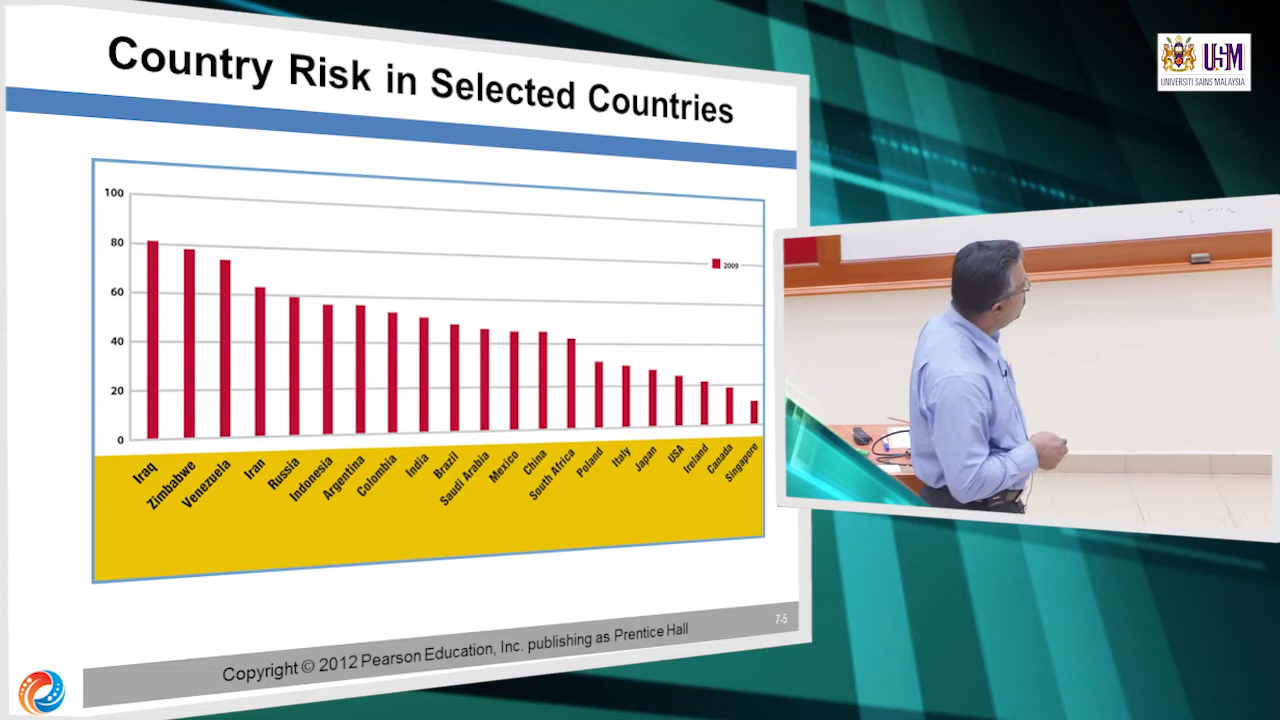 Country Risk in Selected Countries
100
80
60
40
20
0
2009
Iraq
Zimbabwe
Venezuela
Iran
Russia
Indonesia
Argentina
Colombia
India
Brazil
Saudi Arabia
Mexico
China
South Africa
Poland
Italy
Japan
USA
Ireland
Canada
Singapore
7-5
Copyright © 2012 Pearson Education, Inc. publishing as Prentice Hall
USM
UNIVERSITI SAINS MALAYSIA